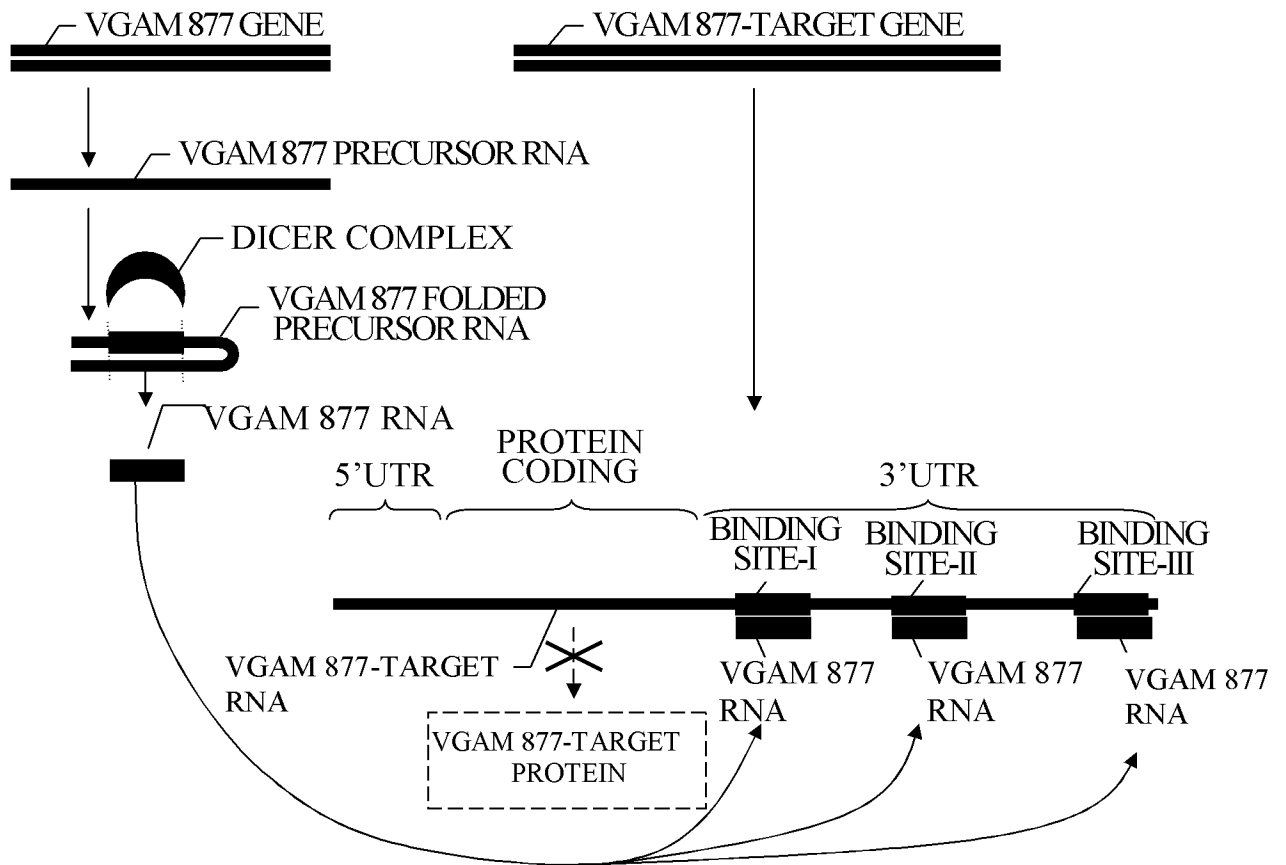 VGAM 877 GENE
VGAM 877-TARGET GENE
VGAM 877 PRECURSOR RNA
DICER COMPLEX
VGAM 877 FOLDED
PRECURSOR RNA
VGAM 877 RNA
5’UTR
PROTEIN
CODING
3’UTR
BINDING
SITE-I
BINDING
SITE-II
BINDING
SITE-III
VGAM 877-TARGET
RNA
VGAM 877
RNA
VGAM 877
RNA
VGAM 877
RNA
VGAM 877-TARGET
PROTEIN